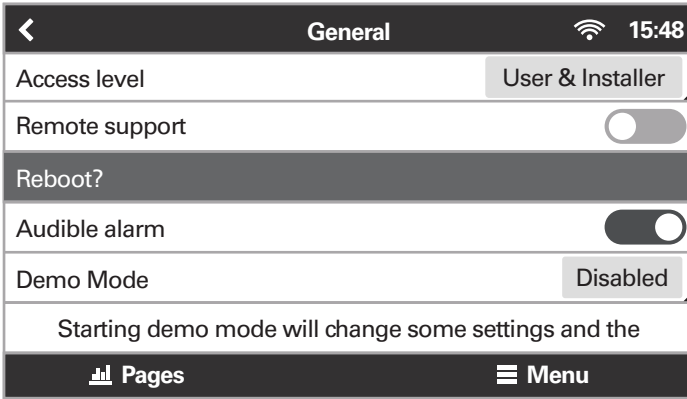 General 15:48
Access level User & Installer
Remote support
Reboot?
Audible alarm
Demo Mode Disabled
Starting demo mode will change some settings and the
Pages Menu